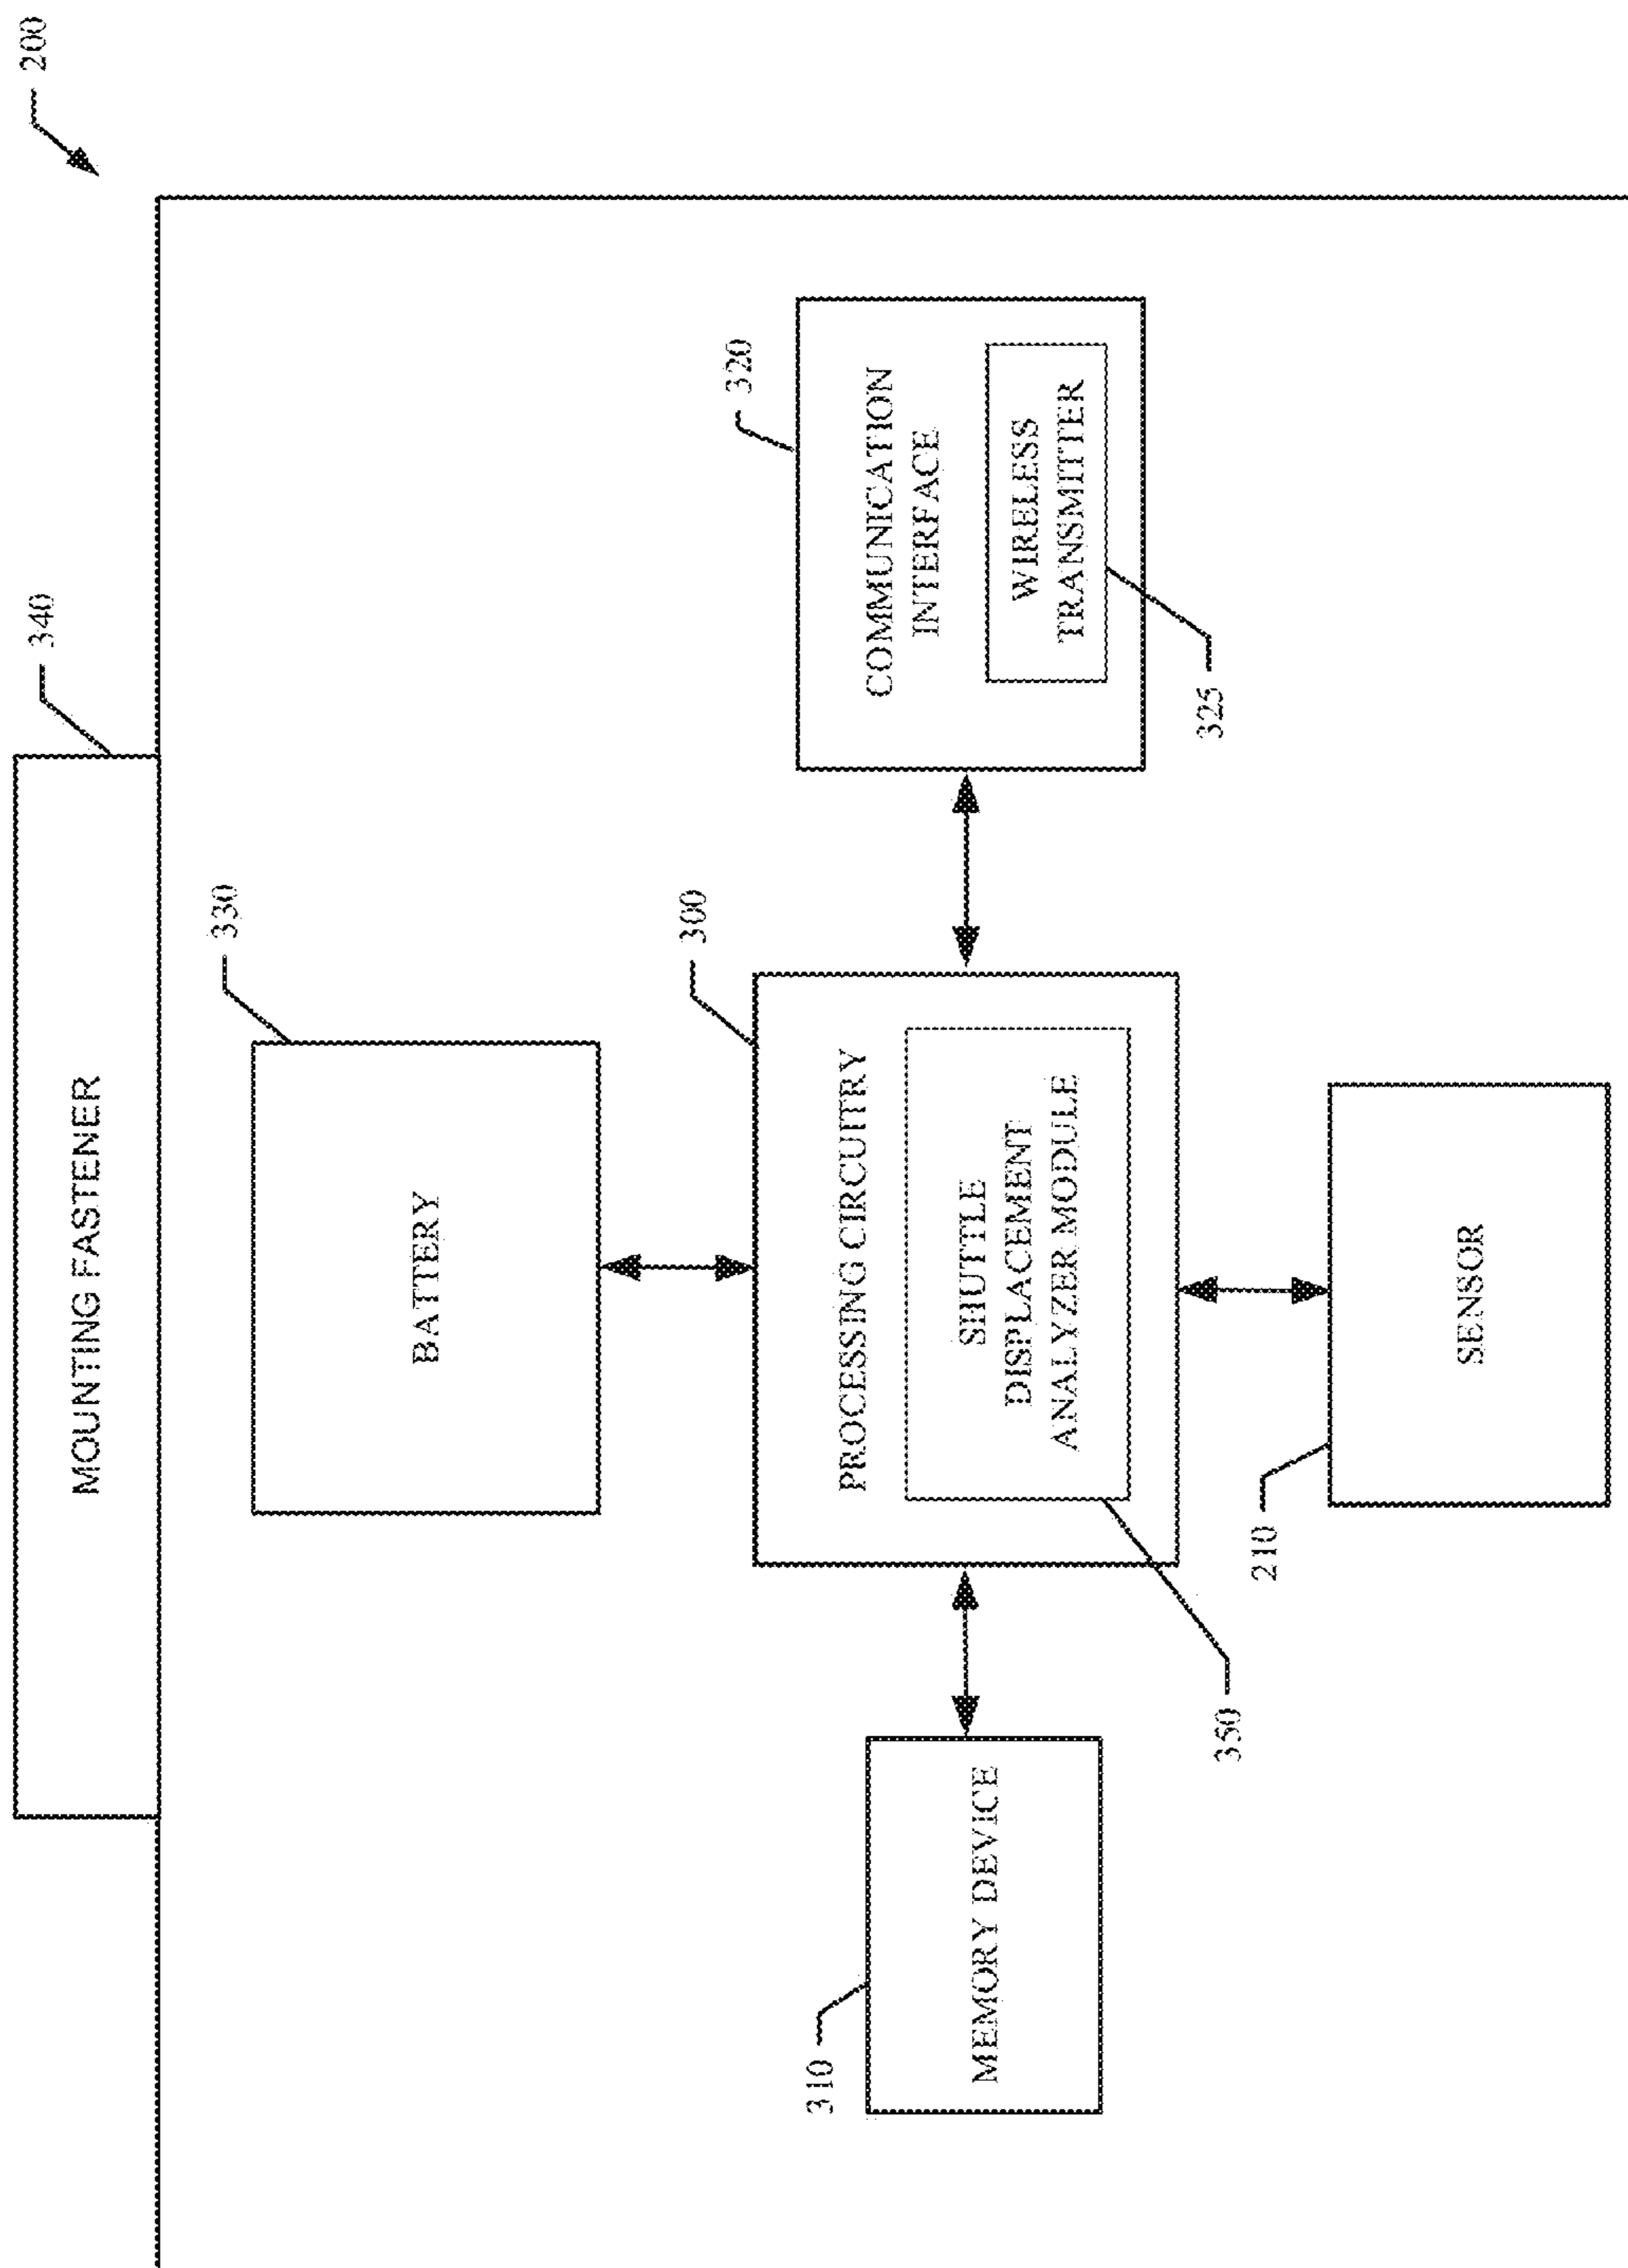 200
MOUNTING FASTENER
340
330
BATTERY
300
PROCESSING CIRCUITRY
SHUTTLE
DISPLACEMENT
ANALYZER MODULE
350
310
MEMORY DEVICE
320
COMMUNICATION
INTERFACE
WIRELESS
TRANSMITTER
325
210
SENSOR